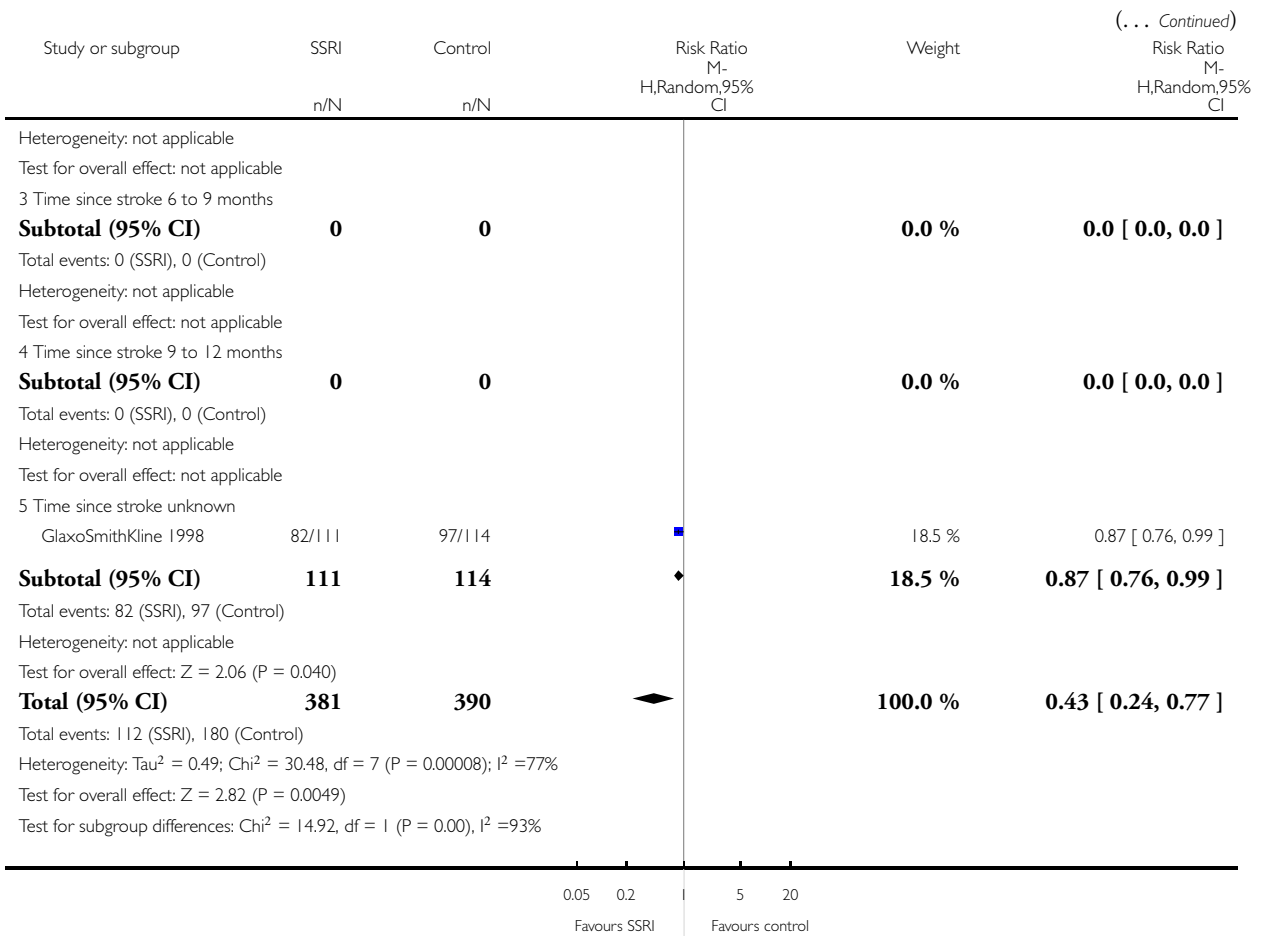 (... Continued)
Study or subgroup SSRI Control Risk Ratio Weight Risk Ratio
M- M-
H,Random,95% H,Random,95%
n/N n/N CI CI
Heterogeneity: not applicable
Test for overall effect: not applicable
3 Time since stroke 6 to 9 months
Subtotal (95% CI) 0 0 0.0 % 0.0 [ 0.0, 0.0 ]
Total events: 0 (SSRI), 0 (Control)
Heterogeneity: not applicable
Test for overall effect: not applicable
4 Time since stroke 9 to 12 months
Subtotal (95% CI) 0 0 0.0 % 0.0 [ 0.0, 0.0 ]
Total events: 0 (SSRI), 0 (Control)
Heterogeneity: not applicable
Test for overall effect: not applicable
5 Time since stroke unknown
GlaxoSmithKline 1998 82/111 97/114 18.5 % 0.87 [ 0.76, 0.99 ]
Subtotal (95% CI) 111 114 18.5 % 0.87 [ 0.76, 0.99 ]
Total events: 82 (SSRI), 97 (Control)
Heterogeneity: not applicable
Test for overall effect: Z = 2.06 (P = 0.040)
Total (95% CI) 381 390 100.0 % 0.43 [ 0.24, 0.77 ]
Total events: 112 (SSRI), 180 (Control)
Heterogeneity: Tau² = 0.49; Chi² = 30.48, df = 7 (P = 0.00008); I² =77%
Test for overall effect: Z = 2.82 (P = 0.0049)
Test for subgroup differences: Chi² = 14.92, df = 1 (P = 0.00), I² =93%
0.05 0.2 1 5 20
Favours SSRI Favours control